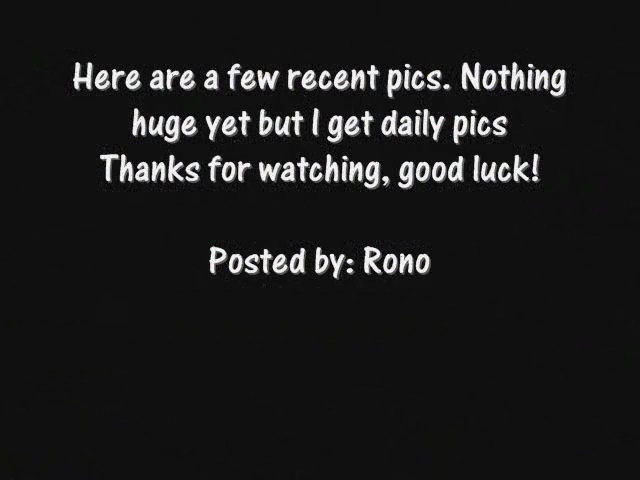 Here are a few recent pics. Nothing
huge yet but I get daily pics
Thanks for watching, good luck!
Posted by: Rono